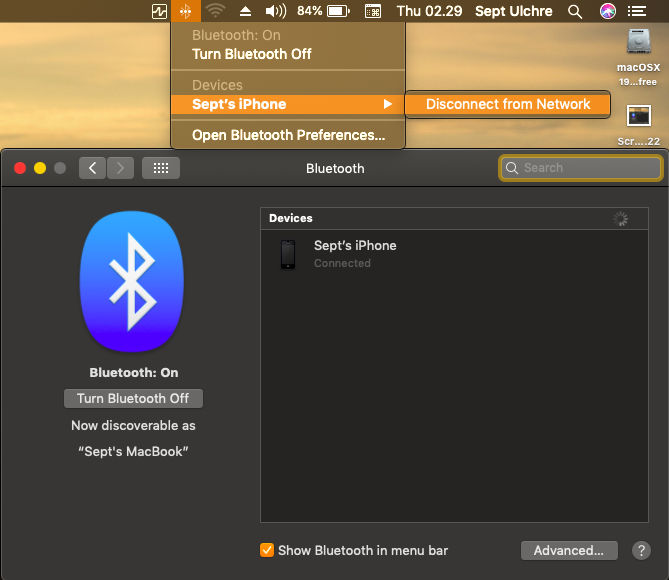 84% Thu 02.29 Sept Ulchre
Bluetooth: On
Turn Bluetooth Off
Devices
Sept's iPhone
Disconnect from Network
Open Bluetooth Preferences...
macOSX
19...free
Scr....22
Bluetooth
Search
Bluetooth: On
Turn Bluetooth Off
Now discoverable as
“Sept's MacBook”
Devices
Sept's iPhone
Connected
Show Bluetooth in menu bar
Advanced...
?